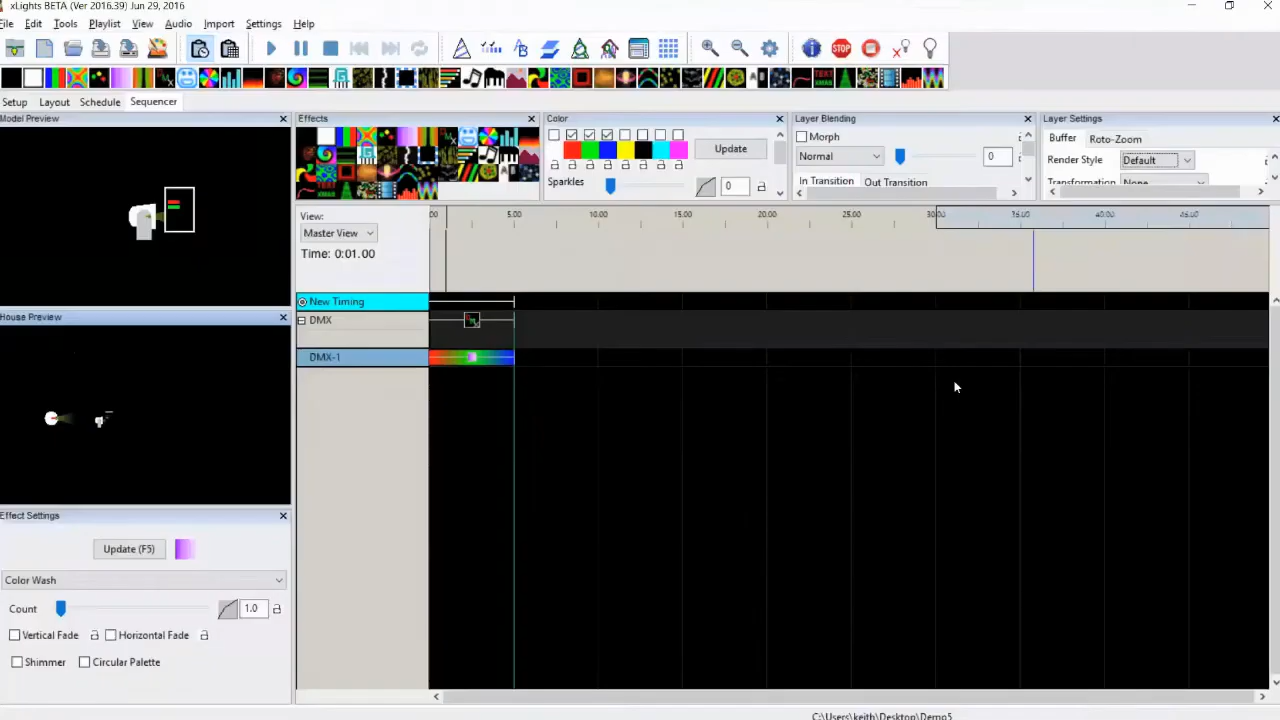 xLights BETA (Ver 2016.39) Jun 29, 2016
File Edit Tools Playlist View Audio Import Settings Help
STOP
Setup Layout Schedule Sequencer
Model Preview
Effects
Color
Layer Blending
Layer Settings
Update
Morph
Buffer Roto-Zoom
Normal 0
Render Style Default
Sparkles 0
In Transition Out Transition
Transformation None
View:
Master View
Time: 0:01.00
5.00 10.00 15.00 20.00 25.00 30.00 35.00 40.00 45.00
New Timing
House Preview
DMX
DMX-1
Effect Settings
Update (F5)
Color Wash
Count 1.0
Vertical Fade Horizontal Fade
Shimmer Circular Palette
C:\Users\keith\Desktop\Demo5